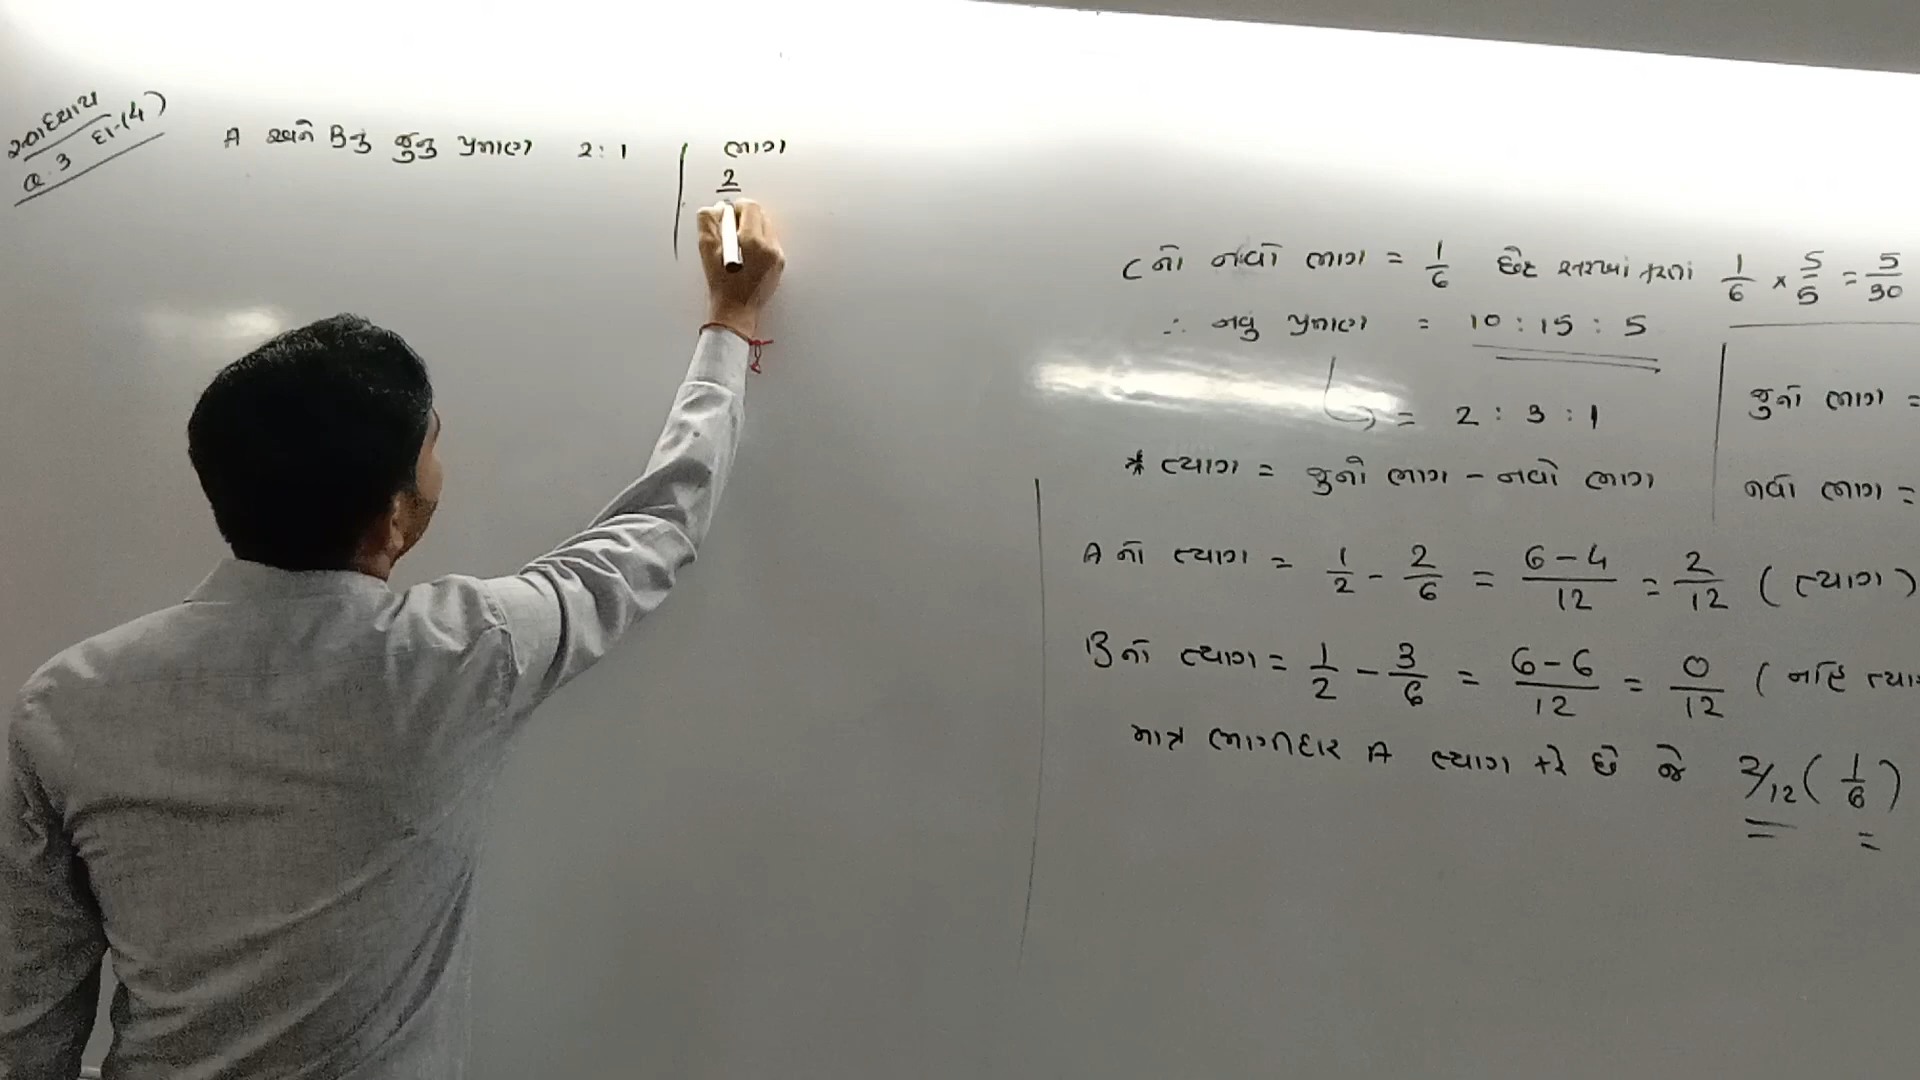 સ્વાધ્યાય
Q.3 દા-(4)
A અને Bનું જુનુ પ્રમાણ 2 : 1
ભાગ
2
Cનો નવો ભાગ = 1/6 છેદ સરખાં કરતાં 1/6 × 5/5 = 5/30
∴ નવુ પ્રમાણ = 10 : 15 : 5
= 2 : 3 : 1
* ત્યાગ = જુનો ભાગ - નવો ભાગ
જુનો ભાગ =
નવો ભાગ =
A નો ત્યાગ = 1/2 - 2/6 = 6-4/12 = 2/12 (ત્યાગ)
B નો ત્યાગ = 1/2 - 3/6 = 6-6/12 = 0/12 (નહિ
માત્ર ભાગીદાર A ત્યાગ કરે છે જે 2/12 (1/6)